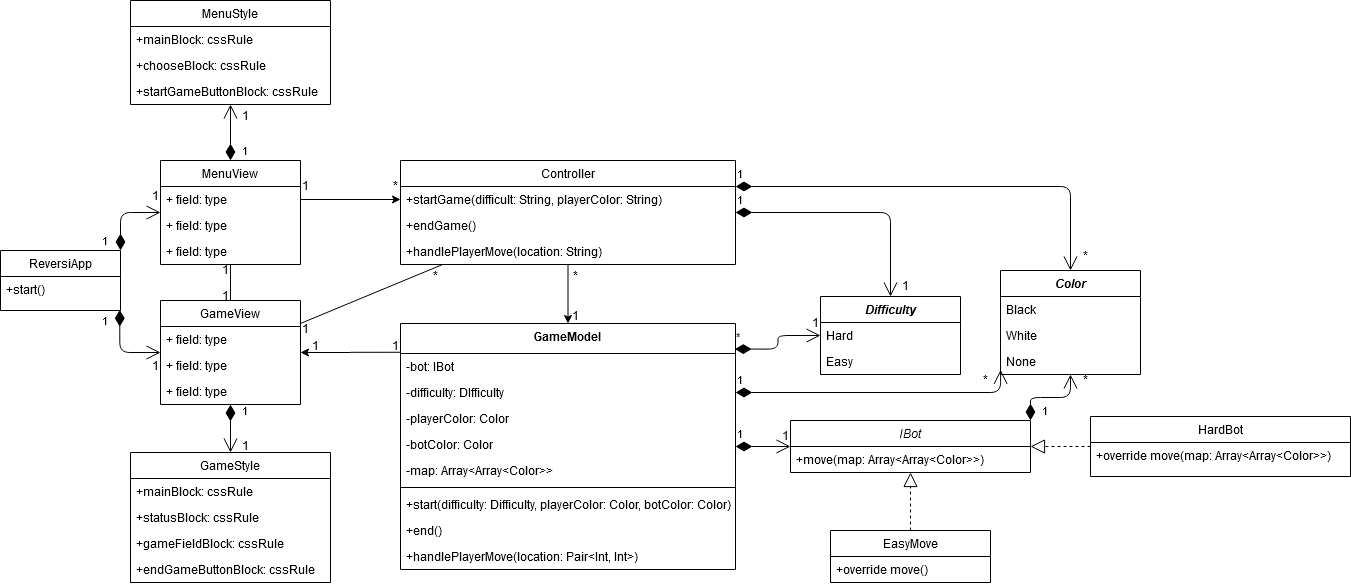 MenuStyle
+mainBlock: cssRule
+chooseBlock: cssRule
+startGameButtonBlock: cssRule
1
1
MenuView
+ field: type
+ field: type
+ field: type
1
*
Controller
+startGame(difficult: String, playerColor: String)
+endGame()
+handlePlayerMove(location: String)
1
1
1
1
ReversiApp
+start()
1
1
1
1
GameView
+ field: type
+ field: type
+ field: type
1
*
*
1
1
1
*
1
Difficulty
Hard
Easy
Color
Black
White
None
GameModel
-bot: IBot
-difficulty: DIfficulty
-playerColor: Color
-botColor: Color
-map: Array<Array<Color>>
+start(difficulty: Difficulty, playerColor: Color, botColor: Color)
+end()
+handlePlayerMove(location: Pair<Int, Int>)
*
1
1
*
1
1
*
1
IBot
+move(map: Array<Array<Color>>)
HardBot
+override move(map: Array<Array<Color>>)
EasyMove
+override move()
1
1
GameStyle
+mainBlock: cssRule
+statusBlock: cssRule
+gameFieldBlock: cssRule
+endGameButtonBlock: cssRule